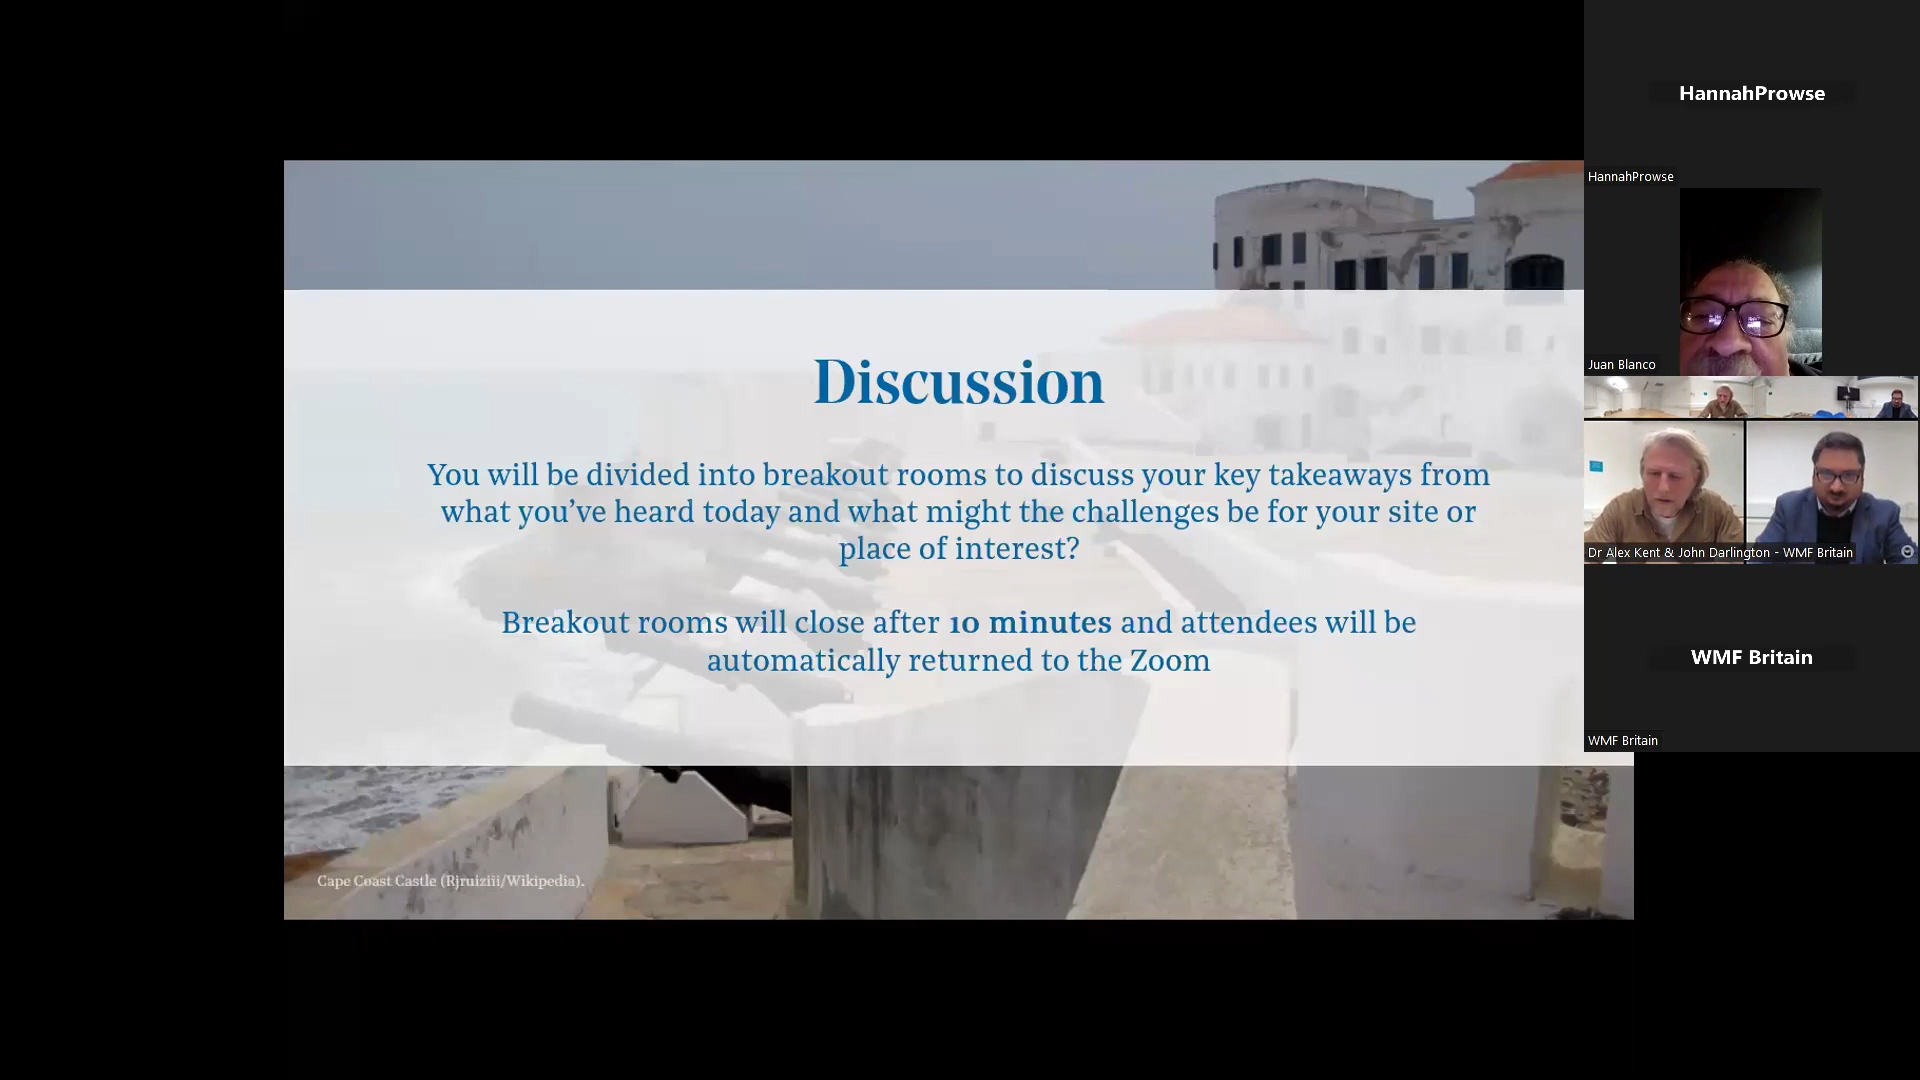 Discussion
You will be divided into breakout rooms to discuss your key takeaways from
what you've heard today and what might the challenges be for your site or
place of interest?
Breakout rooms will close after 10 minutes and attendees will be
automatically returned to the Zoom
Cape Coast Castle (Rjruiziii/Wikipedia).
HannahProwse
HannahProwse
Juan Blanco
Dr Alex Kent & John Darlington - WMF Britain
WMF Britain
WMF Britain